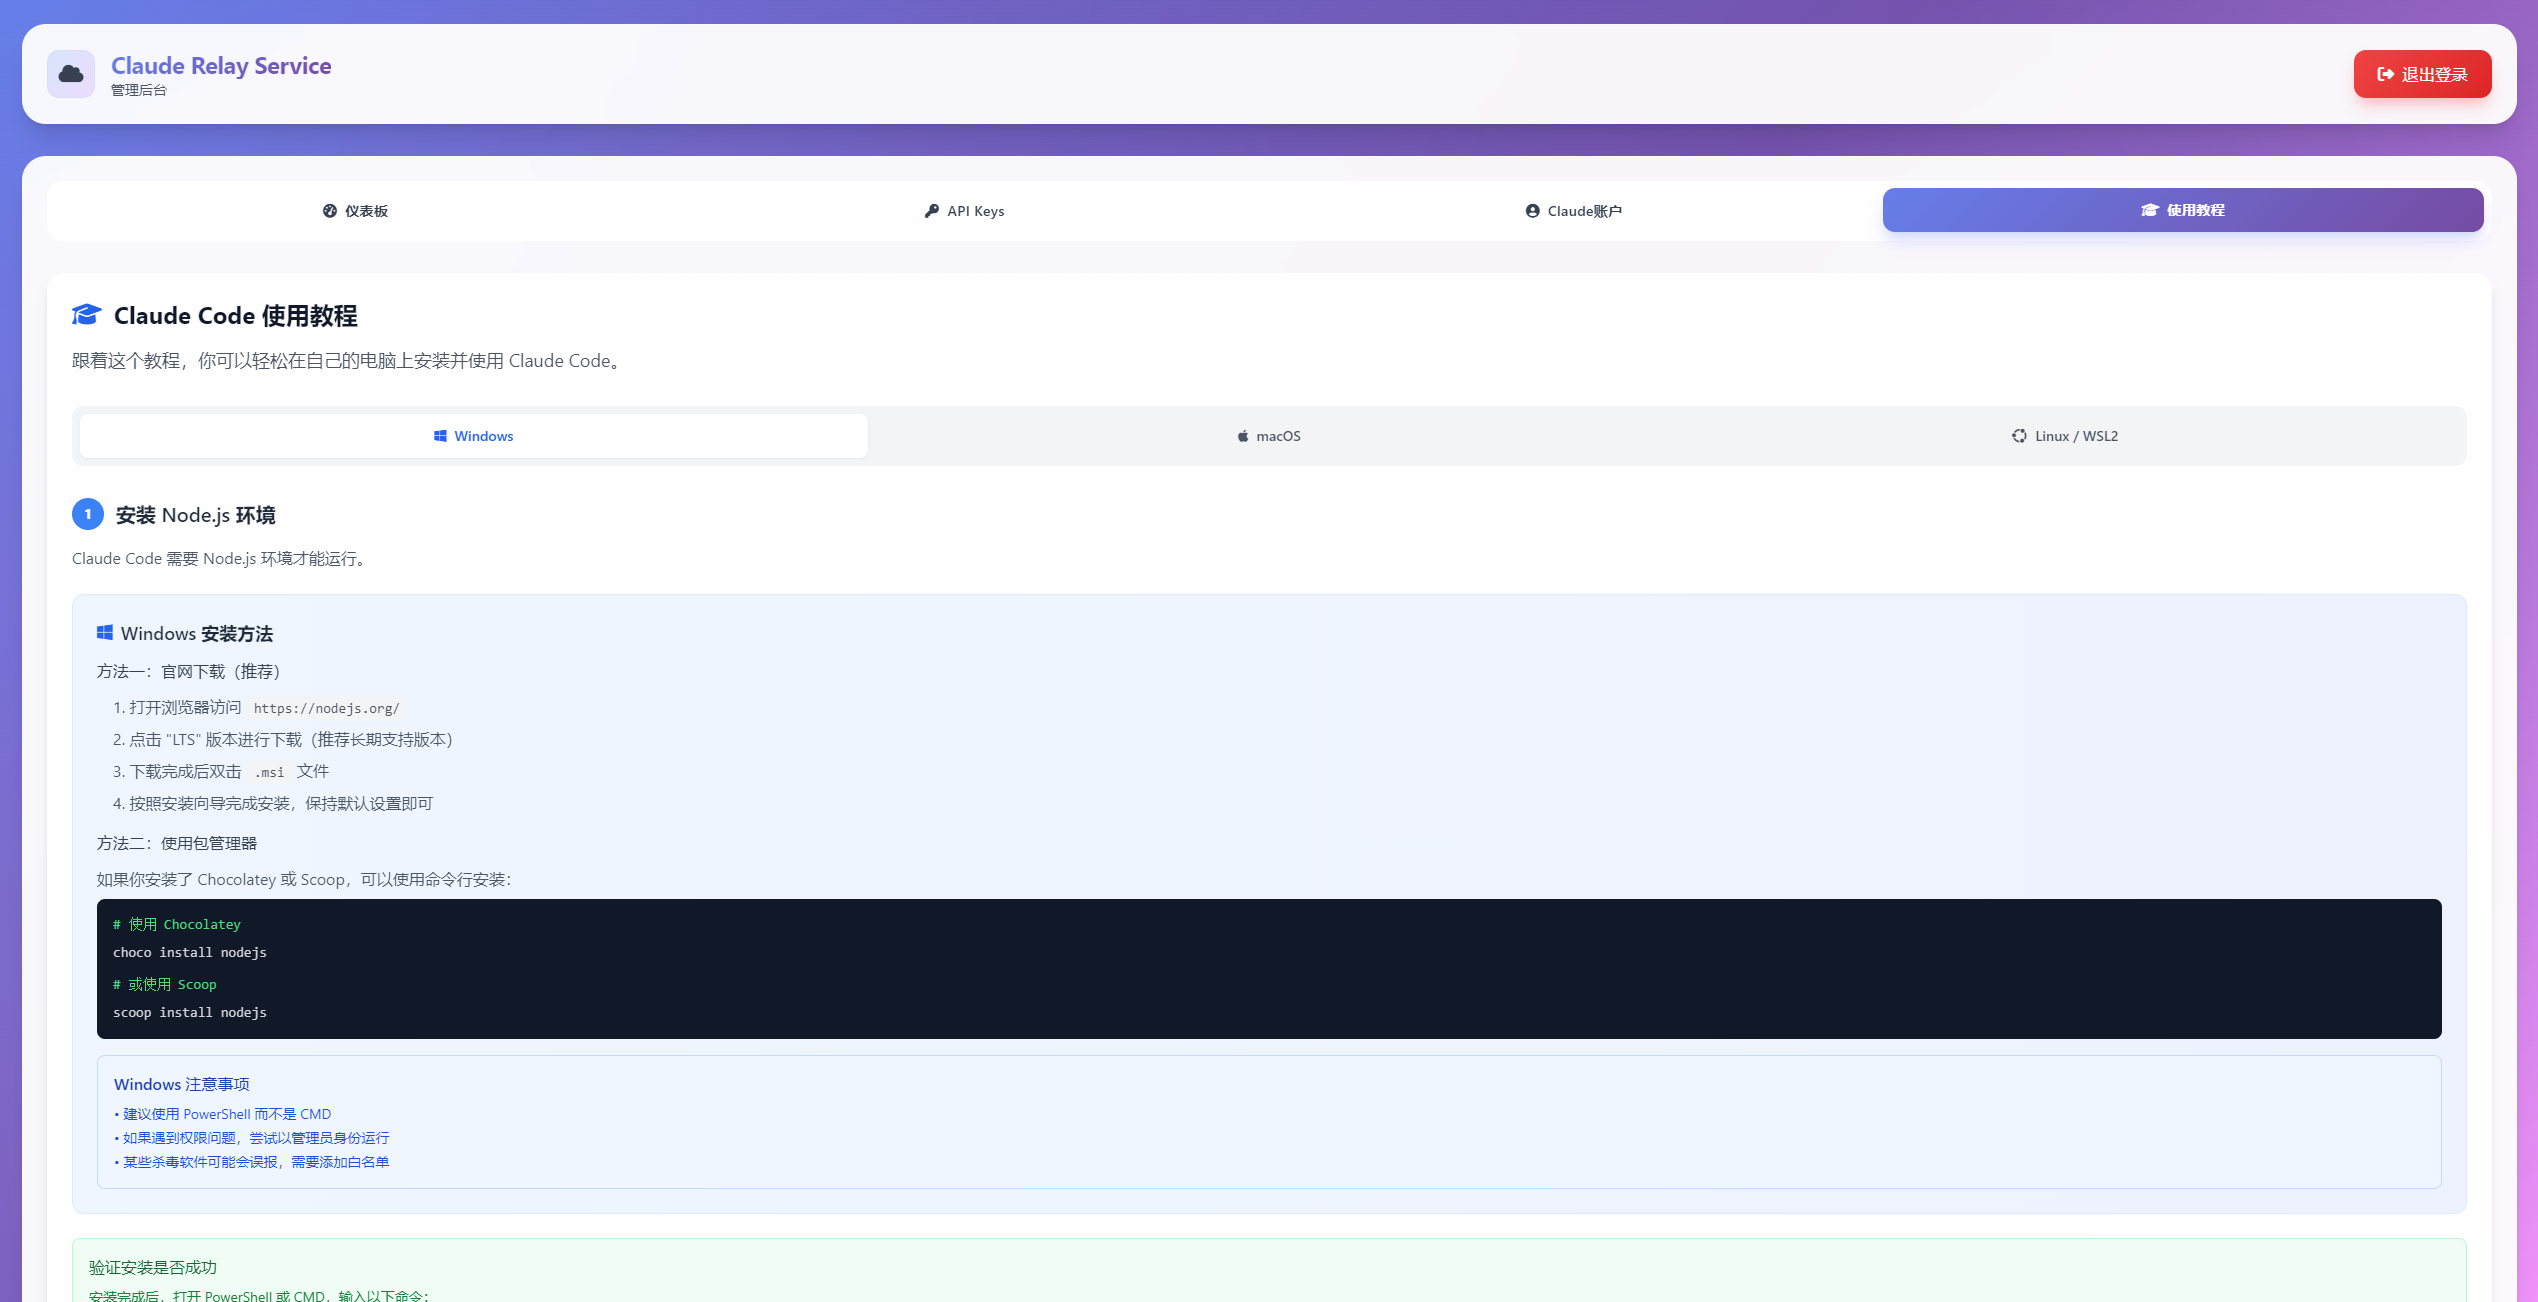 Claude Relay Service
管理后台
退出登录
仪表板
API Keys
Claude账户
使用教程
Claude Code 使用教程
跟着这个教程，你可以轻松在自己的电脑上安装并使用 Claude Code。
Windows
macOS
Linux / WSL2
1 安装 Node.js 环境
Claude Code 需要 Node.js 环境才能运行。
Windows 安装方法
方法一：官网下载（推荐）
1. 打开浏览器访问 https://nodejs.org/
2. 点击 "LTS" 版本进行下载（推荐长期支持版本）
3. 下载完成后双击 .msi 文件
4. 按照安装向导完成安装，保持默认设置即可
方法二：使用包管理器
如果你安装了 Chocolatey 或 Scoop，可以使用命令行安装：
# 使用 Chocolatey
choco install nodejs
# 或使用 Scoop
scoop install nodejs
Windows 注意事项
• 建议使用 PowerShell 而不是 CMD
• 如果遇到权限问题，尝试以管理员身份运行
• 某些杀毒软件可能会误报，需要添加白名单
验证安装是否成功
安装完成后，打开 PowerShell 或 CMD，输入以下命令：